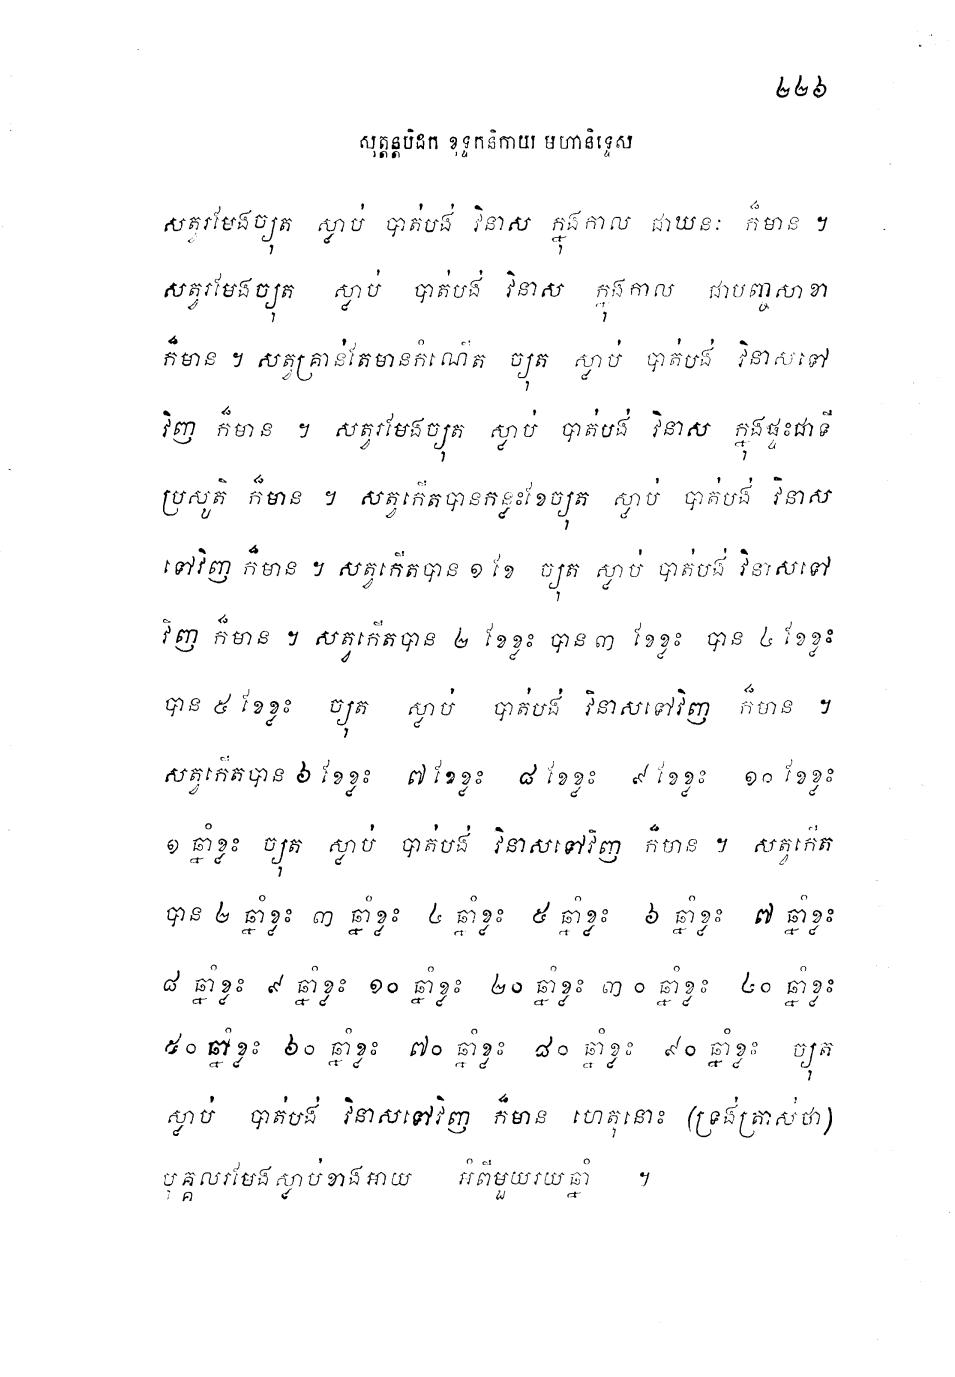 ២២៦
សុត្តន្តបិដក ខុទ្ទកនិកាយ មហានិទ្ទេស
សត្វរមែងច្យុត ស្លាប់ បាត់បង់ វិនាស ក្នុងកាល ជាឃនៈ ក៏មាន ។
សត្វរមែងច្យុត ស្លាប់ បាត់បង់ វិនាស ក្នុងកាល ជាបញ្ចសាខា
ក៏មាន ។ សត្វគ្រាន់តែមានកំណើត ច្យុត ស្លាប់ បាត់បង់ វិនាសទៅ
វិញ ក៏មាន ។ សត្វរមែងច្យុត ស្លាប់ បាត់បង់ វិនាស ក្នុងផ្ទះជាទី
ប្រសូតិ ក៏មាន ។ សត្វកើតបានកន្លះខែច្យុត ស្លាប់ បាត់បង់ វិនាស
ទៅវិញ ក៏មាន ។ សត្វកើតបាន ១ ខែ ច្យុត ស្លាប់ បាត់បង់ វិនាសទៅ
វិញ ក៏មាន ។ សត្វកើតបាន ២ ខែខ្លះ បាន ៣ ខែខ្លះ បាន ៤ ខែខ្លះ
បាន ៥ ខែខ្លះ ច្យុត ស្លាប់ បាត់បង់ វិនាសទៅវិញ ក៏មាន ។
សត្វកើតបាន ៦ ខែខ្លះ ៧ ខែខ្លះ ៨ ខែខ្លះ ៩ ខែខ្លះ ១០ ខែខ្លះ
១ ឆ្នាំខ្លះ ច្យុត ស្លាប់ បាត់បង់ វិនាសទៅវិញ ក៏មាន ។ សត្វកើត
បាន ២ ឆ្នាំខ្លះ ៣ ឆ្នាំខ្លះ ៤ ឆ្នាំខ្លះ ៥ ឆ្នាំខ្លះ ៦ ឆ្នាំខ្លះ ៧ ឆ្នាំខ្លះ
៨ ឆ្នាំខ្លះ ៩ ឆ្នាំខ្លះ ១០ ឆ្នាំខ្លះ ២០ ឆ្នាំខ្លះ ៣០ ឆ្នាំខ្លះ ៤០ ឆ្នាំខ្លះ
៥០ ឆ្នាំខ្លះ ៦០ ឆ្នាំខ្លះ ៧០ ឆ្នាំខ្លះ ៨០ ឆ្នាំខ្លះ ៩០ ឆ្នាំខ្លះ ច្យុត
ស្លាប់ បាត់បង់ វិនាសទៅវិញ ក៏មាន ហេតុនោះ (ទ្រង់ត្រាស់ថា)
បុគ្គលរមែងស្លាប់ខាងអាយ អំពីមួយរយឆ្នាំ ។